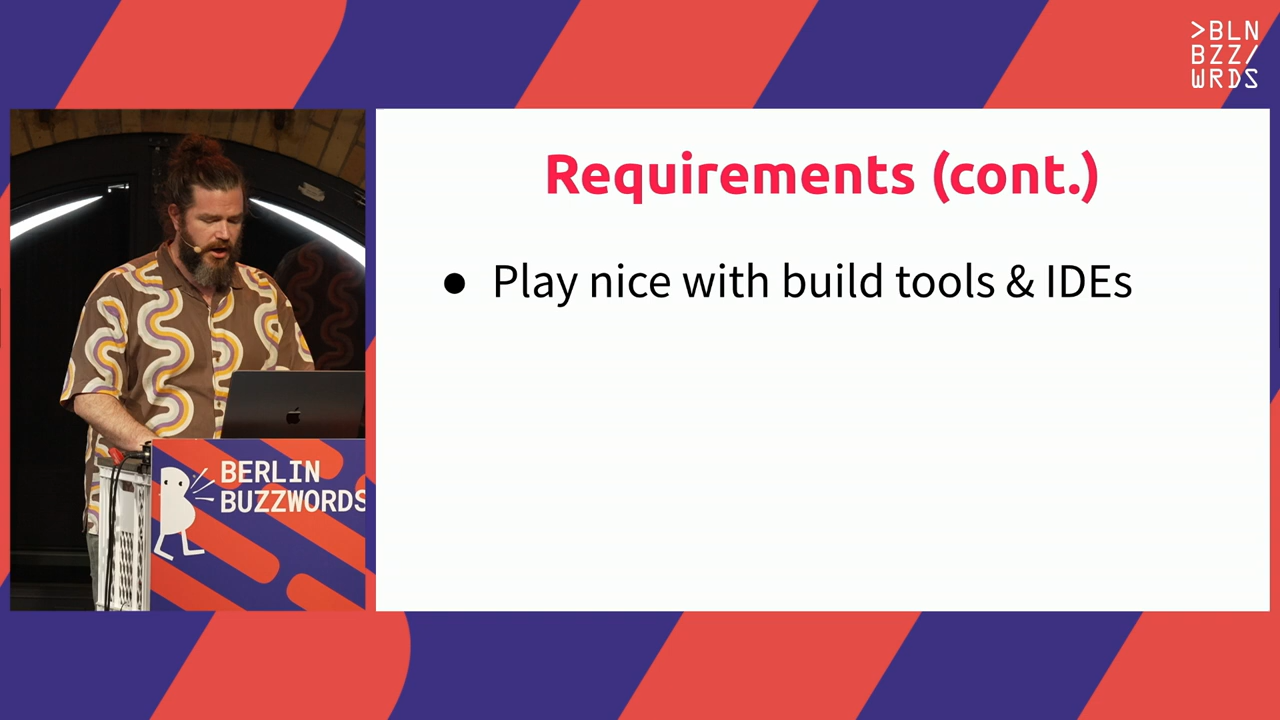 >BLN
BZZ/
WRDS
Requirements (cont.)
● Play nice with build tools & IDEs
BERLIN
BUZZWORDS